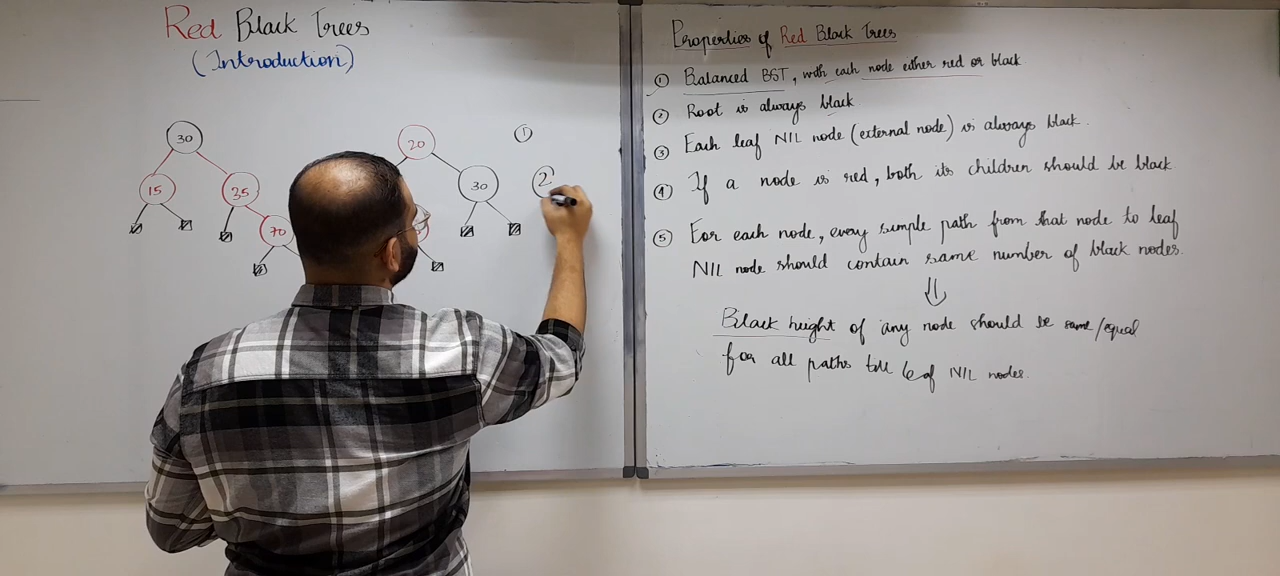 Red Black Trees
(Introduction)
30
15
35
70
20
30
①
②
Properties of Red Black Trees
① Balanced BST, with each node either red or black
② Root is always black.
③ Each leaf NIL node (external node) is always black.
④ If a node is red, both its children should be black.
⑤ For each node, every simple path from that node to leaf
NIL node should contain same number of black nodes.
⇓
Black height of any node should be same/equal
for all paths till leaf NIL nodes.